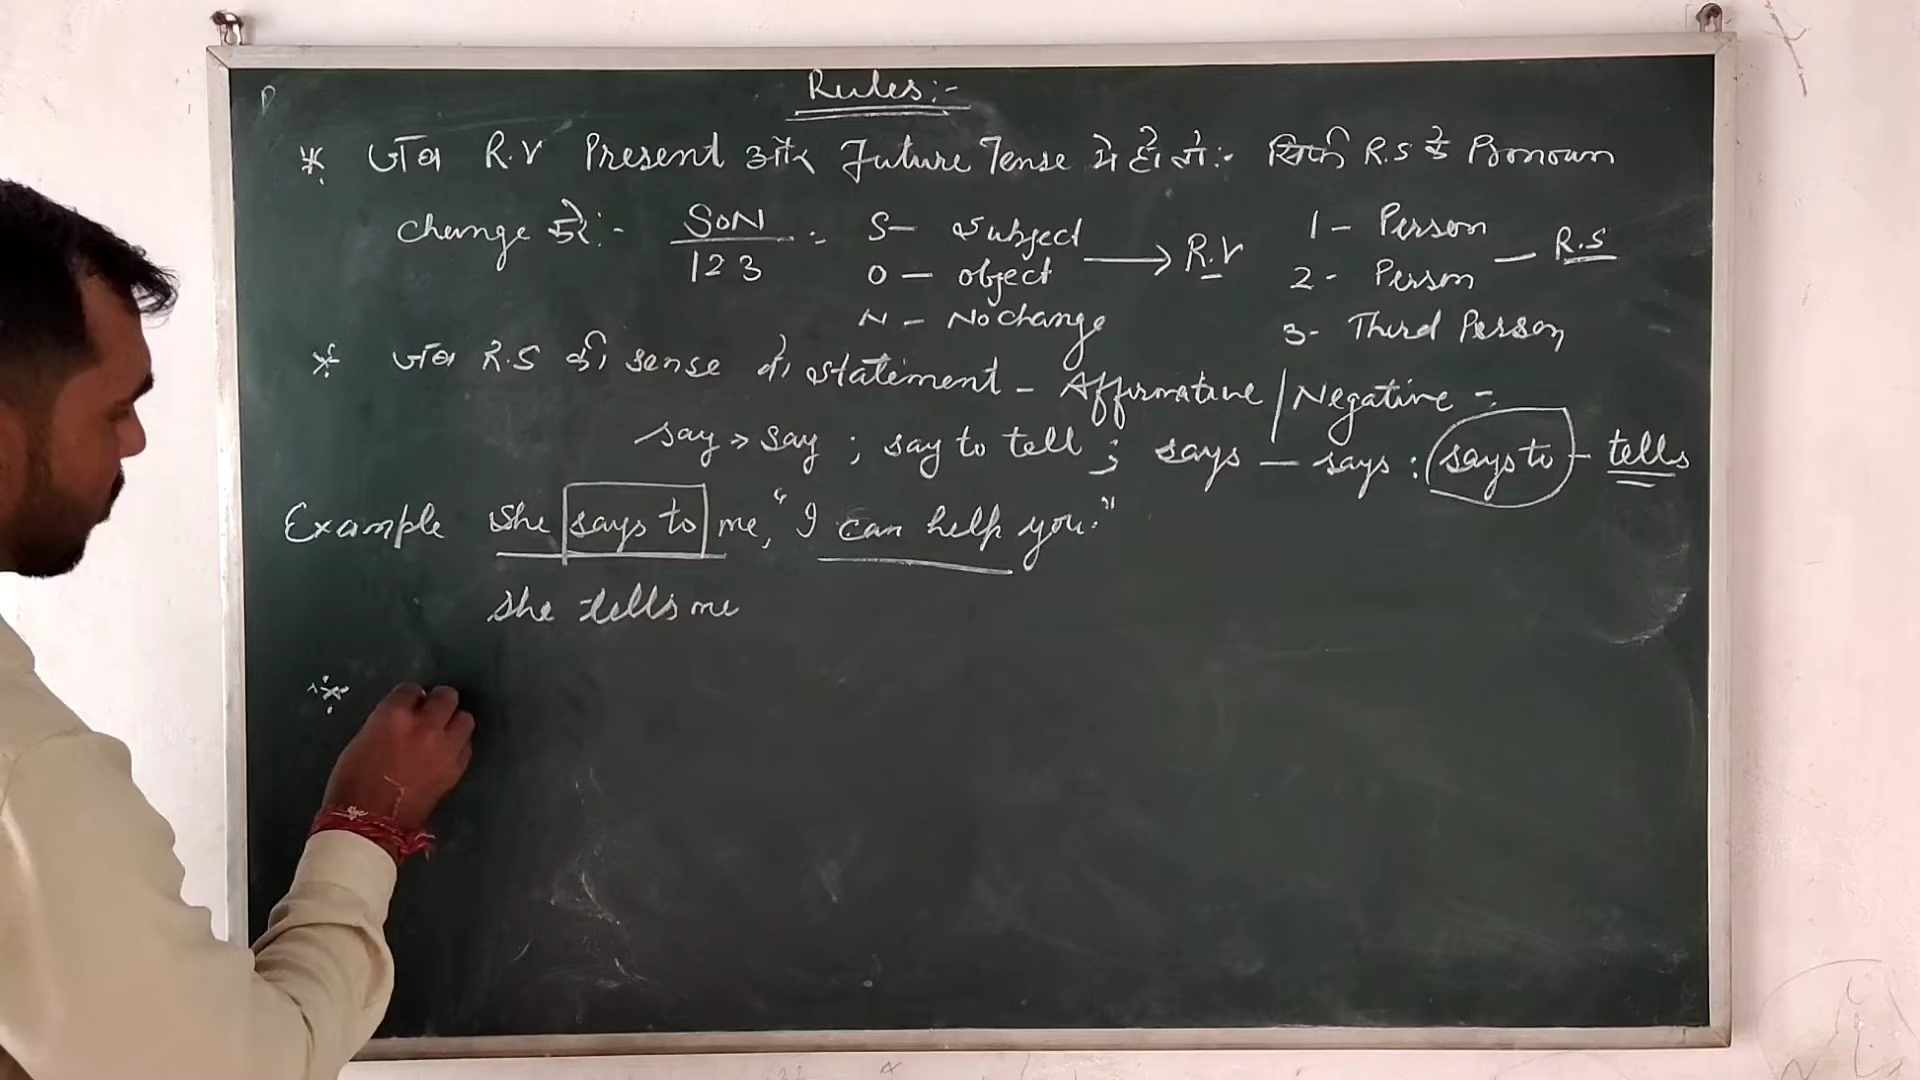 Rules:-
* जब R.V Present और Future Tense मे हो तो:- सिर्फ R.S के Pronoun
change करें:- SON / 123 :- S- Subject → R.V 1 - Person - R.S
O - object 2 - Person
N - No change 3- Third Person
* जब R.S की sense हो statement - Affirmative / Negative -
say > say ; say to tell ; says - says : says to - tells
Example She says to me, "I can help you."
She tells me
*